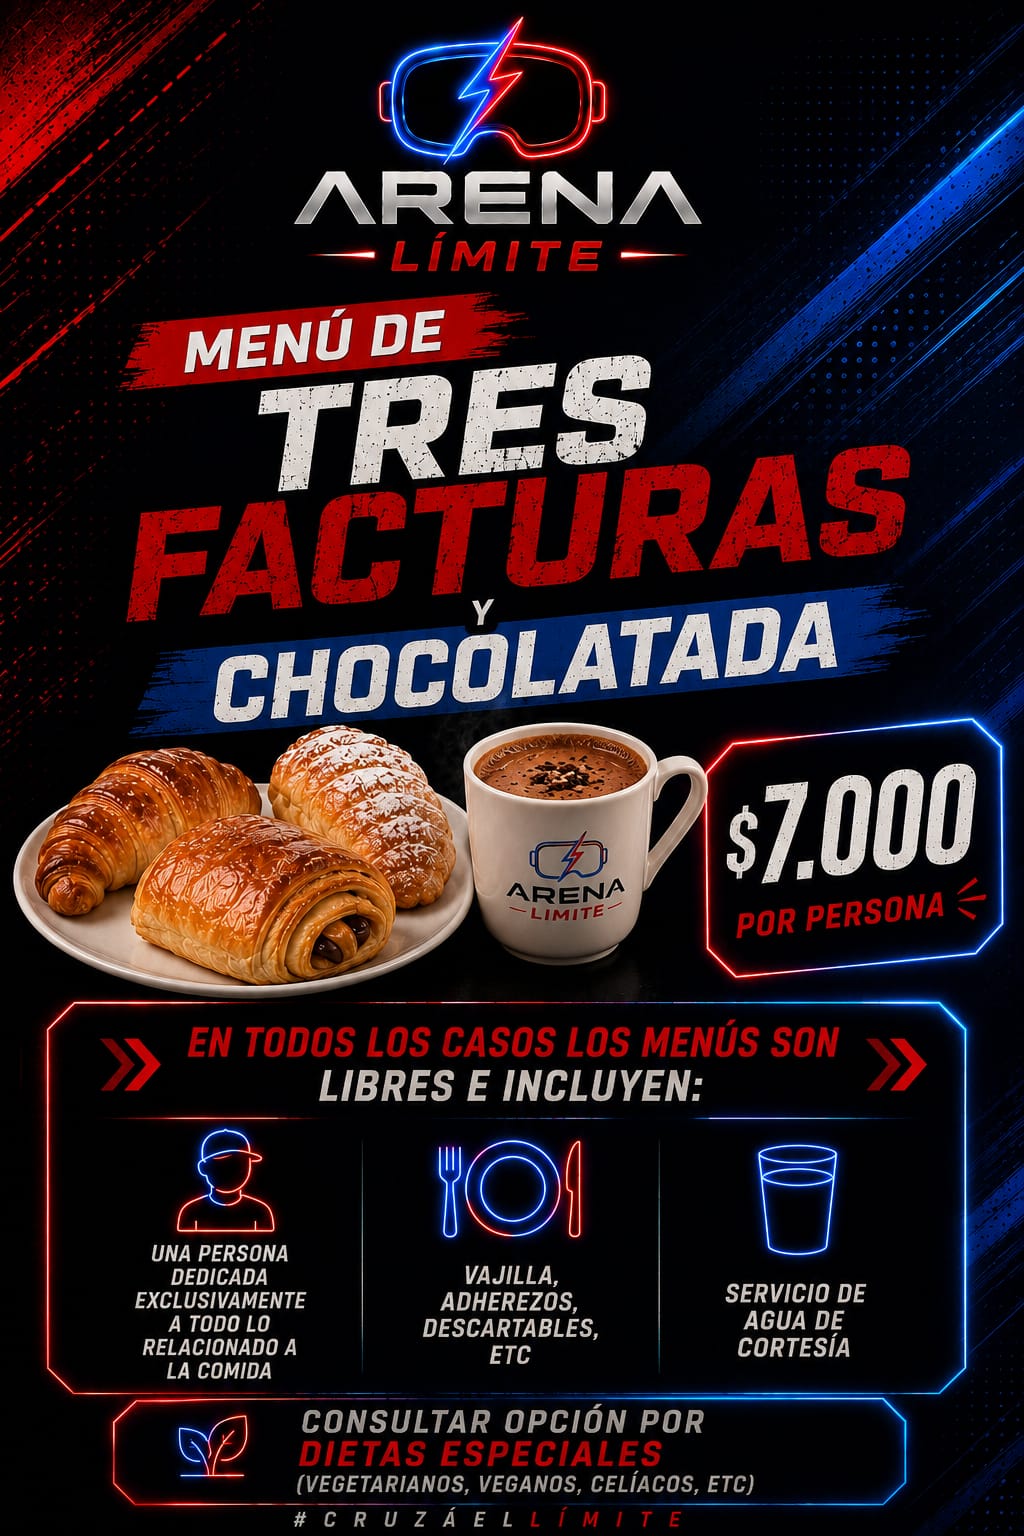 ARENA
LÍMITE
MENÚ DE
TRES
FACTURAS
Y
CHOCOLATADA
ARENA
LIMITE
$7.000
POR PERSONA
EN TODOS LOS CASOS LOS MENÚS SON
LIBRES E INCLUYEN:
UNA PERSONA
DEDICADA
EXCLUSIVAMENTE
A TODO LO
RELACIONADO A
LA COMIDA
VAJILLA,
ADHEREZOS,
DESCARTABLES,
ETC
SERVICIO DE
AGUA DE
CORTESÍA
CONSULTAR OPCIÓN POR
DIETAS ESPECIALES
(VEGETARIANOS, VEGANOS, CELÍACOS, ETC)
#CRUZÁELLÍMITE